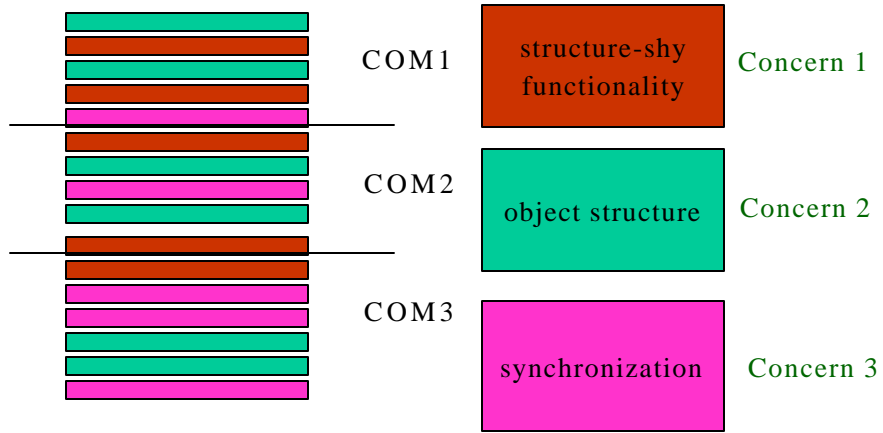 COM1
structure-shy
functionality
Concern 1
COM2
object structure
Concern 2
COM3
synchronization
Concern 3